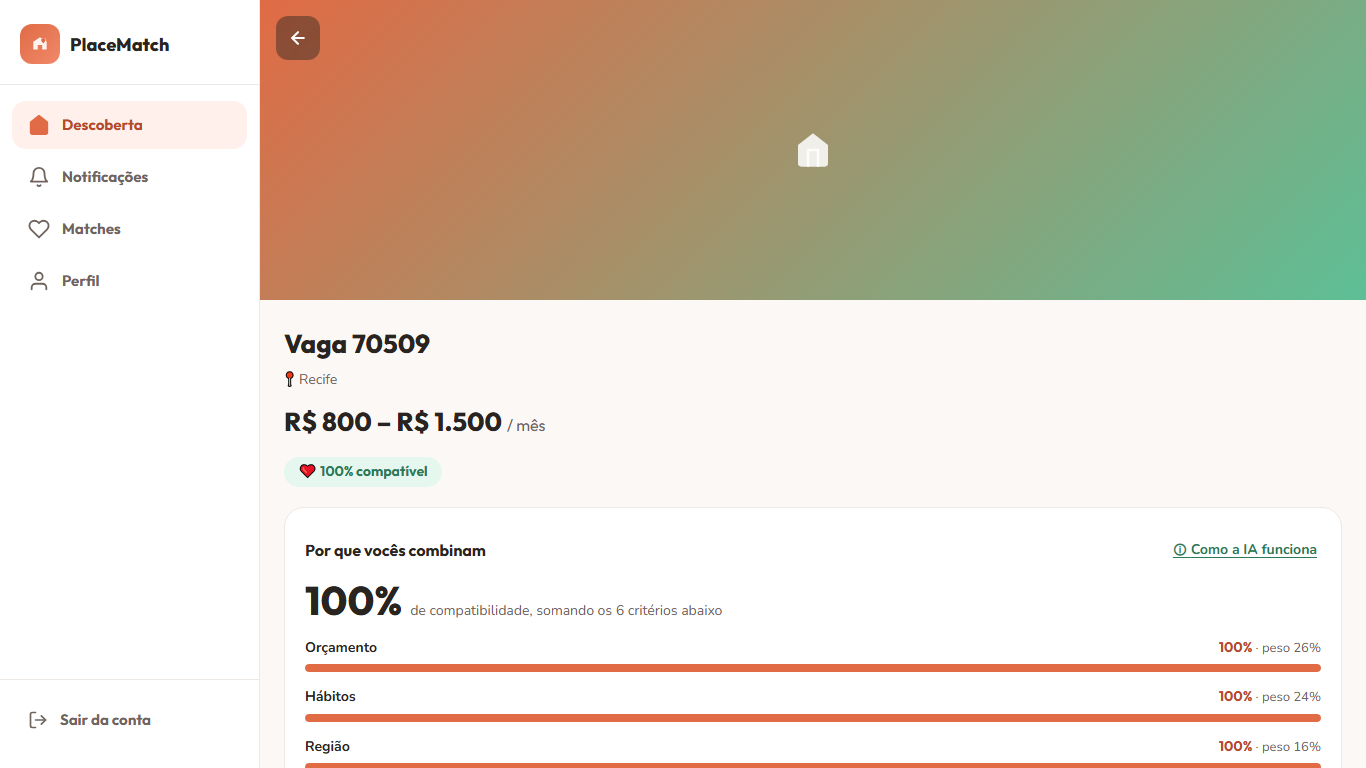 PlaceMatch
Descoberta
Notificações
Matches
Perfil
Sair da conta
Vaga 70509
Recife
R$ 800 – R$ 1.500 / mês
100% compatível
Por que vocês combinam
Como a IA funciona
100% de compatibilidade, somando os 6 critérios abaixo
Orçamento 100% · peso 26%
Hábitos 100% · peso 24%
Região 100% · peso 16%